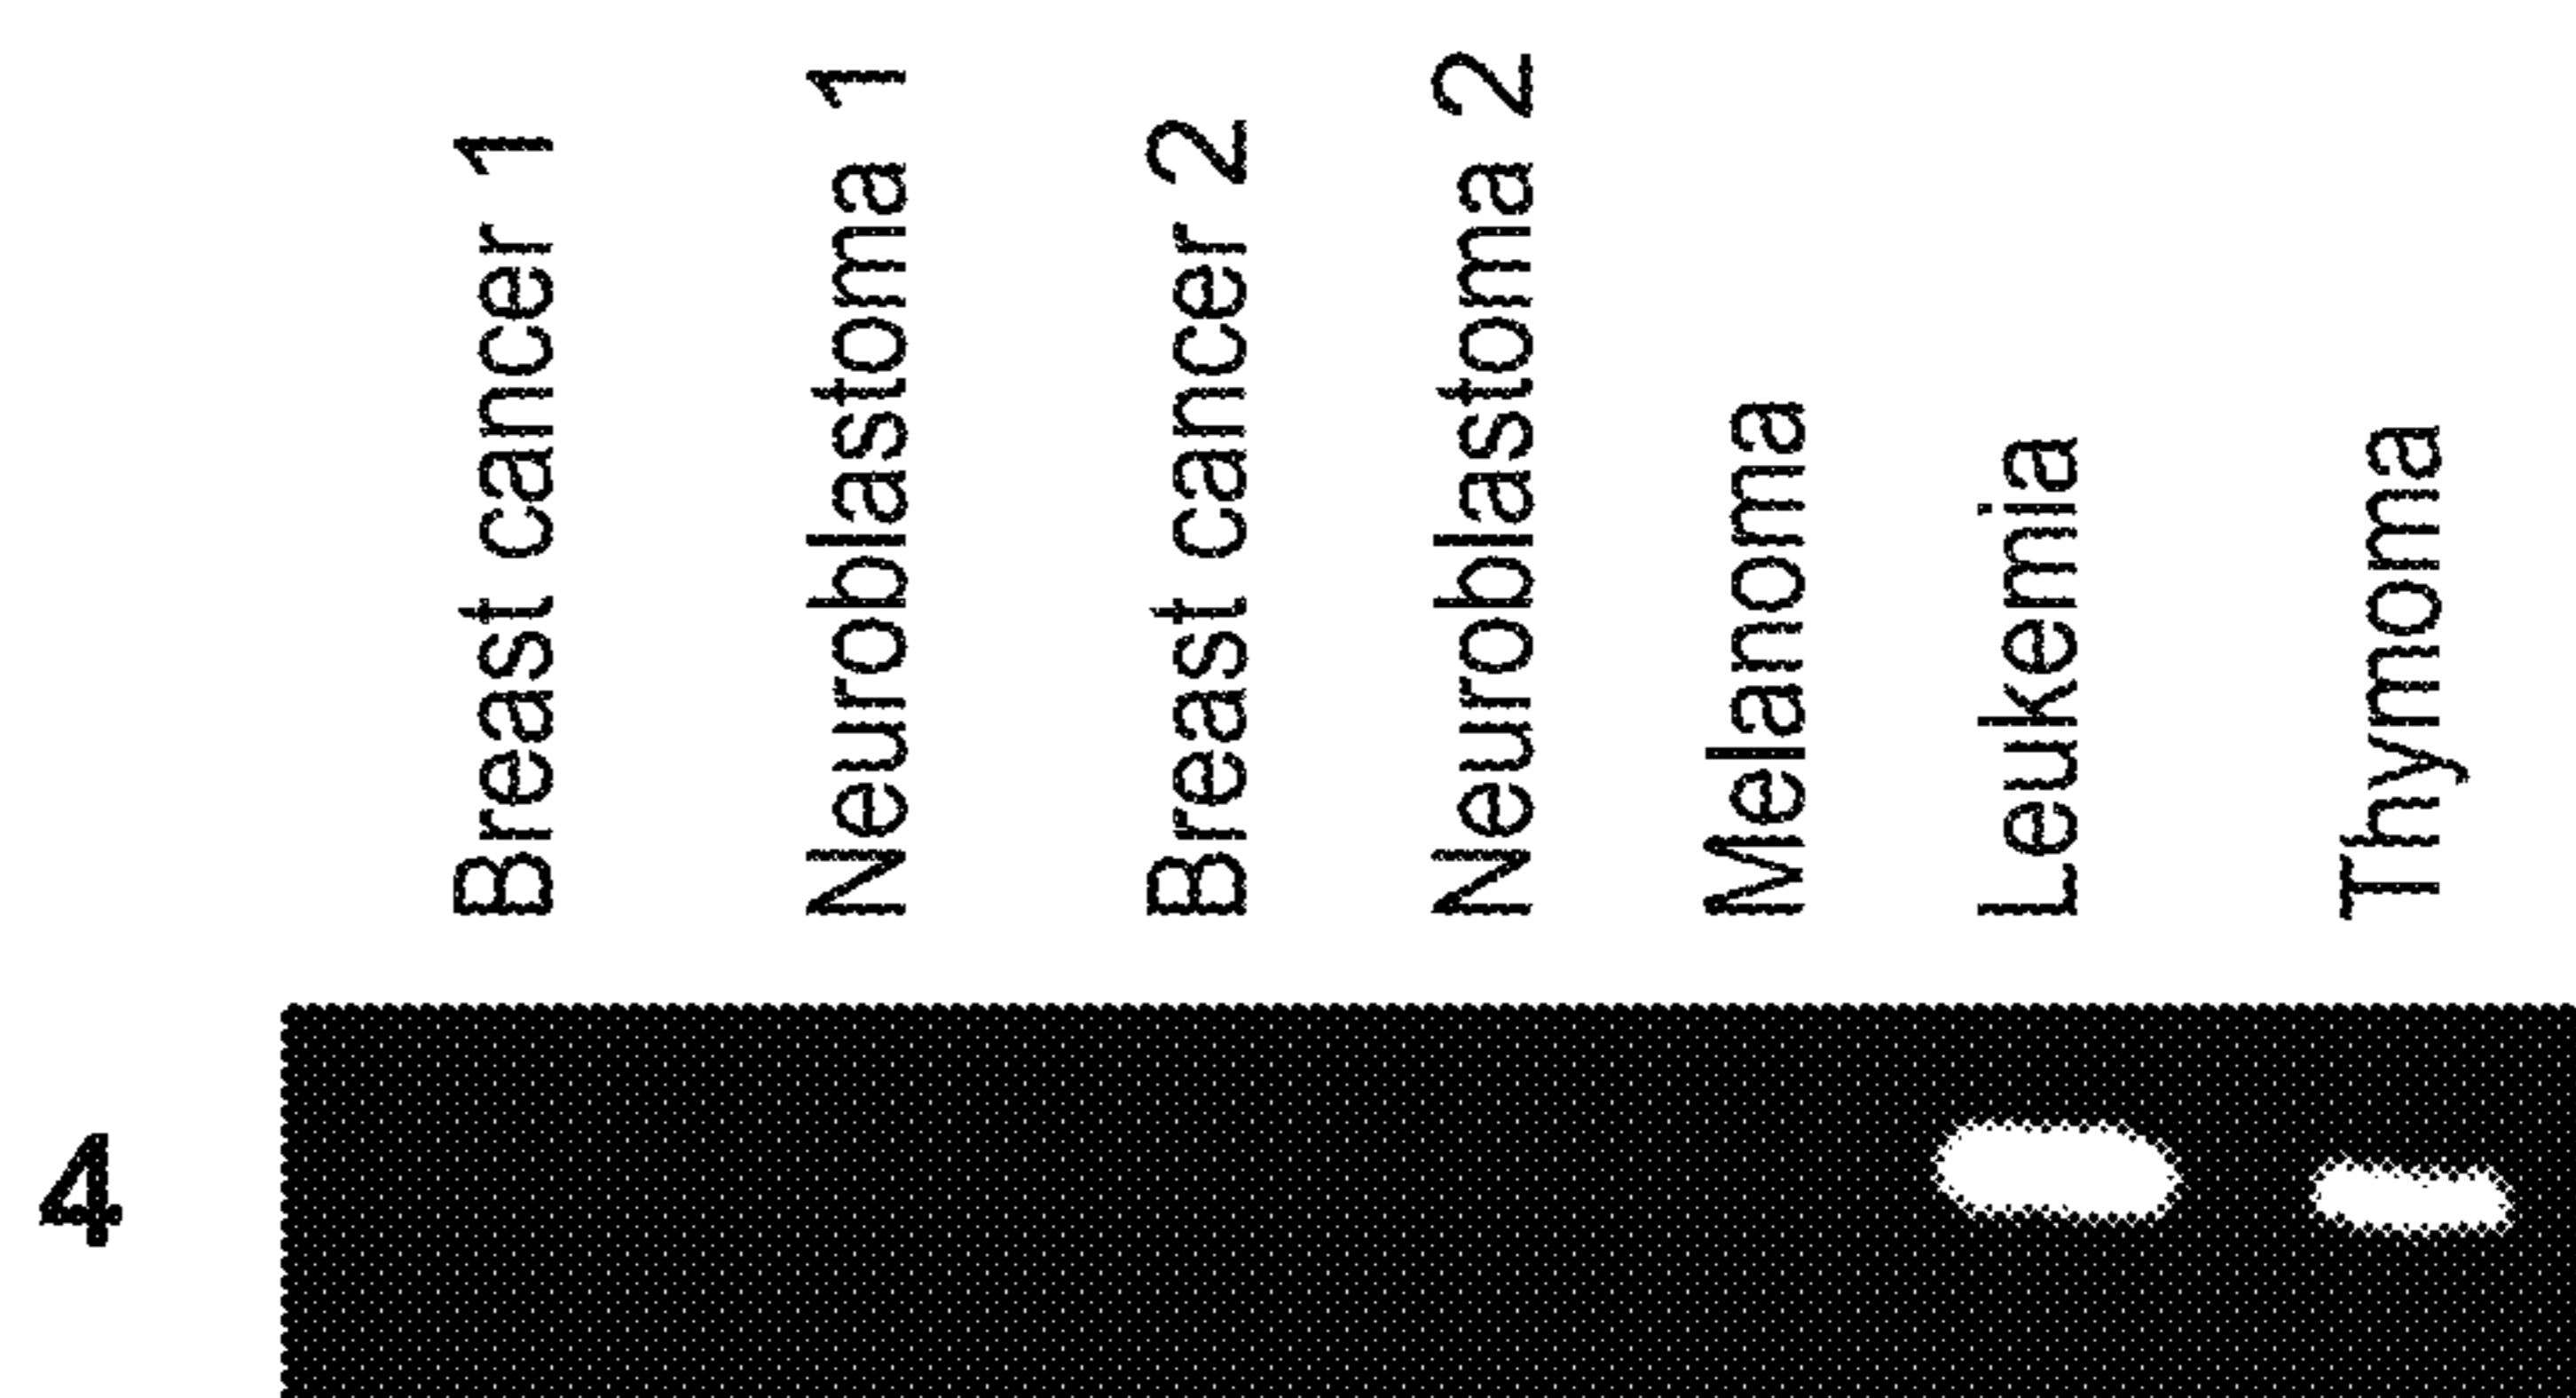 Breast cancer 1
Neuroblastoma 1
Breast cancer 2
Neuroblastoma 2
Melanoma
Leukemia
Thymoma
4